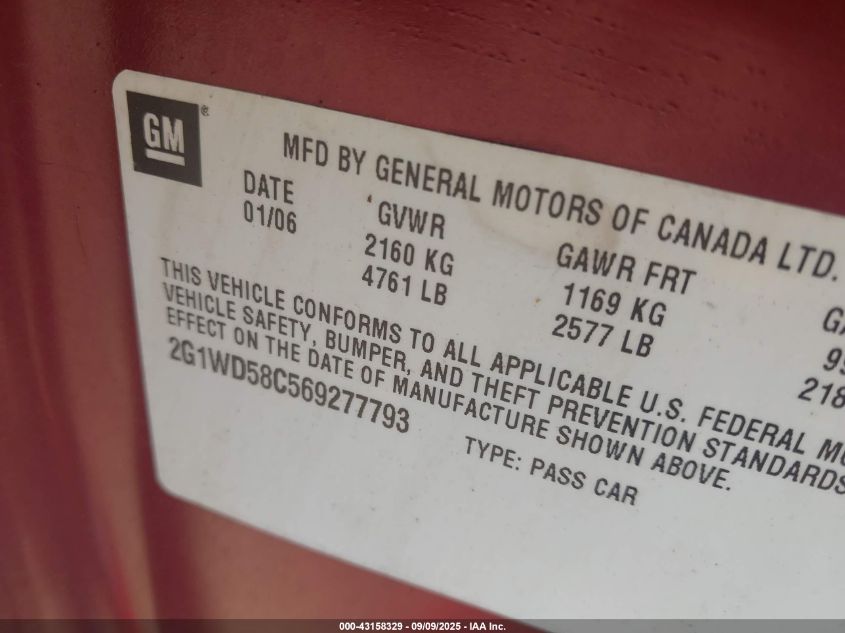 GM®
MFD BY GENERAL MOTORS OF CANADA LTD.
DATE GVWR GAWR FRT
01/06 2160 KG 1169 KG
4761 LB 2577 LB 218
THIS VEHICLE CONFORMS TO ALL APPLICABLE U.S. FEDERAL
VEHICLE SAFETY, BUMPER, AND THEFT PREVENTION STANDARDS
EFFECT ON THE DATE OF MANUFACTURE SHOWN ABOVE.
2G1WD58C569277793
TYPE: PASS CAR
000-43158329 - 09/09/2025 - IAA Inc.